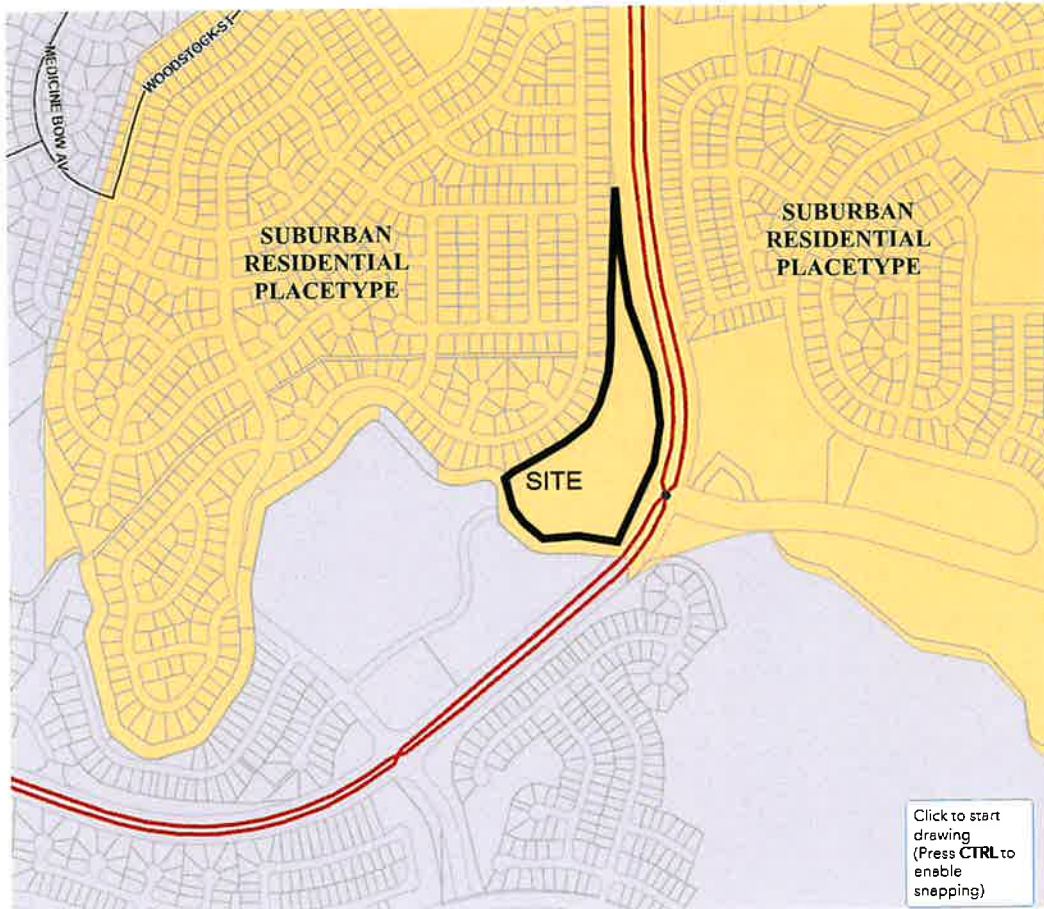 WOODSTOCK ST
MEDICINE BOW AV
SUBURBAN
RESIDENTIAL
PLACETYPE
SUBURBAN
RESIDENTIAL
PLACETYPE
SITE
Click to start
drawing
(Press CTRL to
enable
snapping)